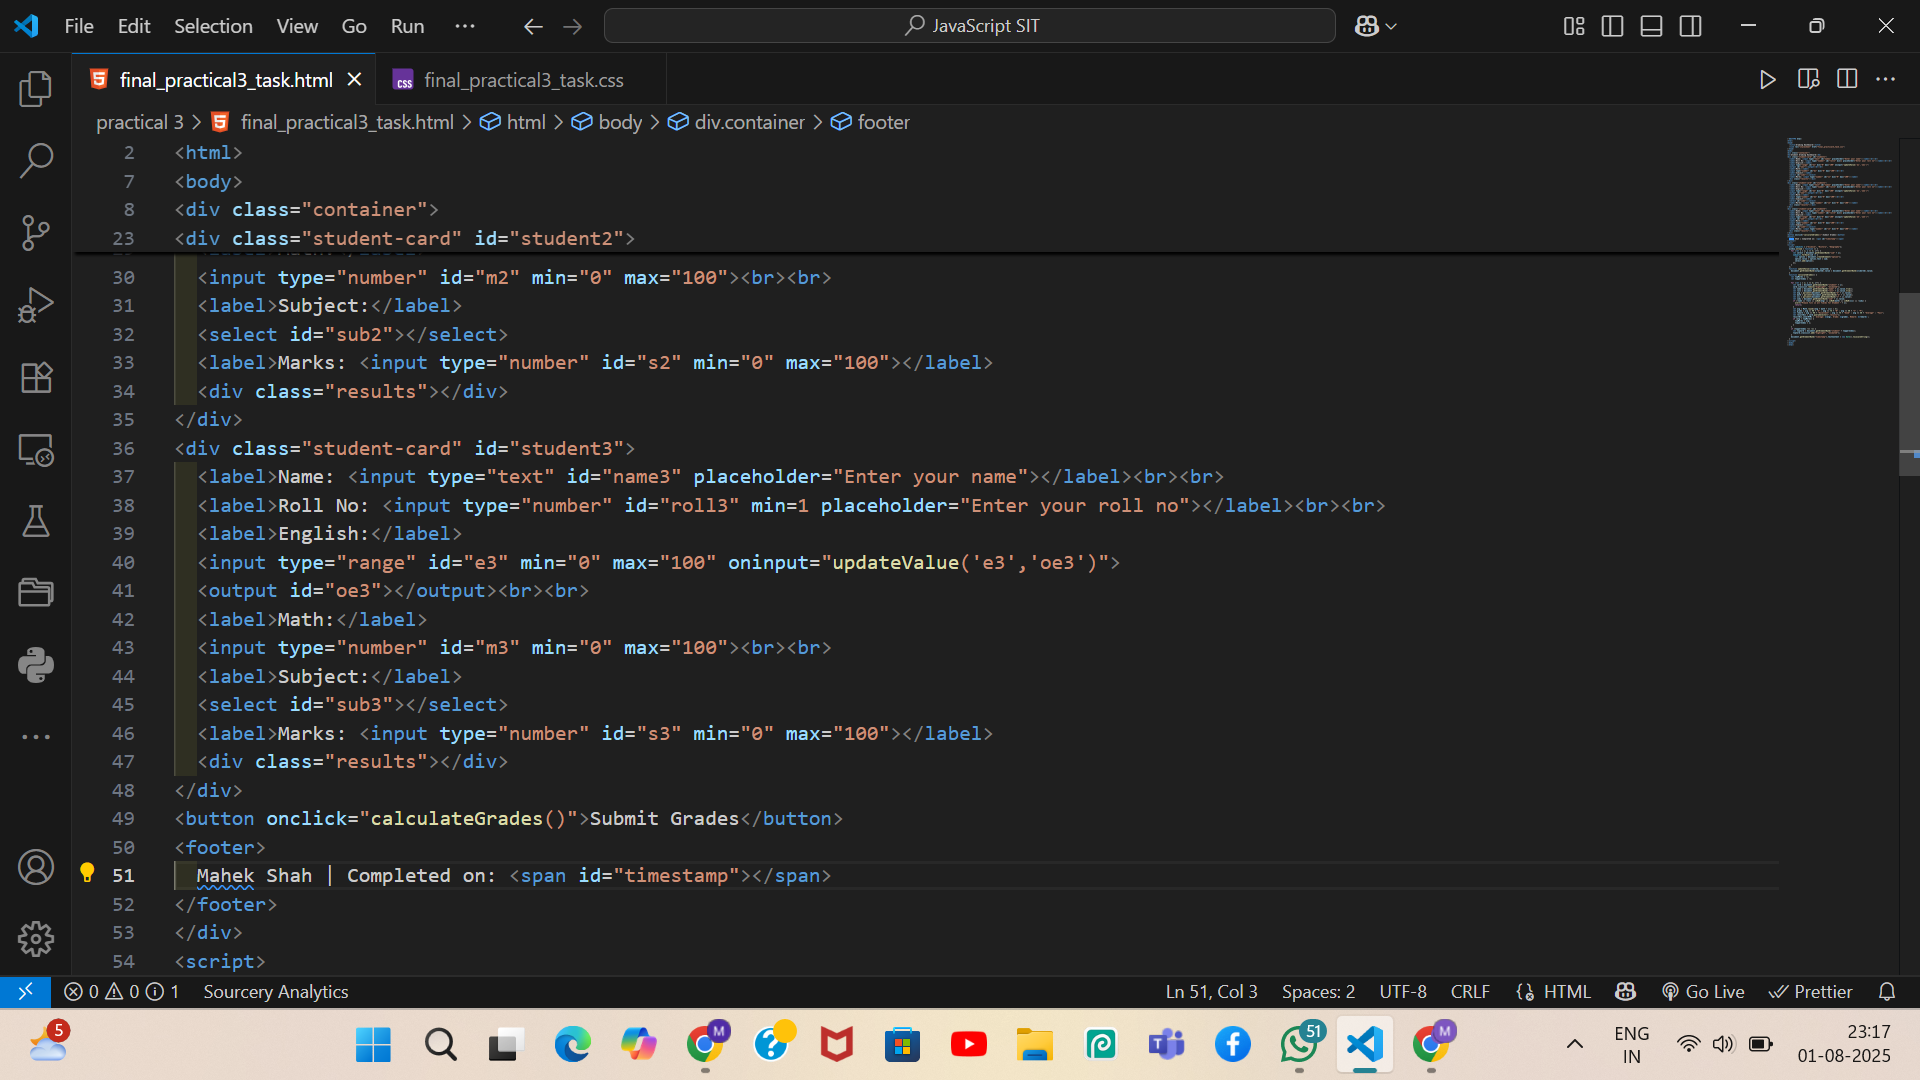 File Edit Selection View Go Run ··· JavaScript SIT
final_practical3_task.html final_practical3_task.css
practical 3 > final_practical3_task.html > html > body > div.container > footer
2 <html>
7 <body>
8 <div class="container">
23 <div class="student-card" id="student2">
30 <input type="number" id="m2" min="0" max="100"><br><br>
31 <label>Subject:</label>
32 <select id="sub2"></select>
33 <label>Marks: <input type="number" id="s2" min="0" max="100"></label>
34 <div class="results"></div>
35 </div>
36 <div class="student-card" id="student3">
37 <label>Name: <input type="text" id="name3" placeholder="Enter your name"></label><br><br>
38 <label>Roll No: <input type="number" id="roll3" min=1 placeholder="Enter your roll no"></label><br><br>
39 <label>English:</label>
40 <input type="range" id="e3" min="0" max="100" oninput="updateValue('e3','oe3')">
41 <output id="oe3"></output><br><br>
42 <label>Math:</label>
43 <input type="number" id="m3" min="0" max="100"><br><br>
44 <label>Subject:</label>
45 <select id="sub3"></select>
46 <label>Marks: <input type="number" id="s3" min="0" max="100"></label>
47 <div class="results"></div>
48 </div>
49 <button onclick="calculateGrades()">Submit Grades</button>
50 <footer>
51 Mahek Shah | Completed on: <span id="timestamp"></span>
52 </footer>
53 </div>
54 <script>
0 0 1 Sourcery Analytics Ln 51, Col 3 Spaces: 2 UTF-8 CRLF HTML Go Live Prettier
5 M 51 M ENG 23:17
IN 01-08-2025